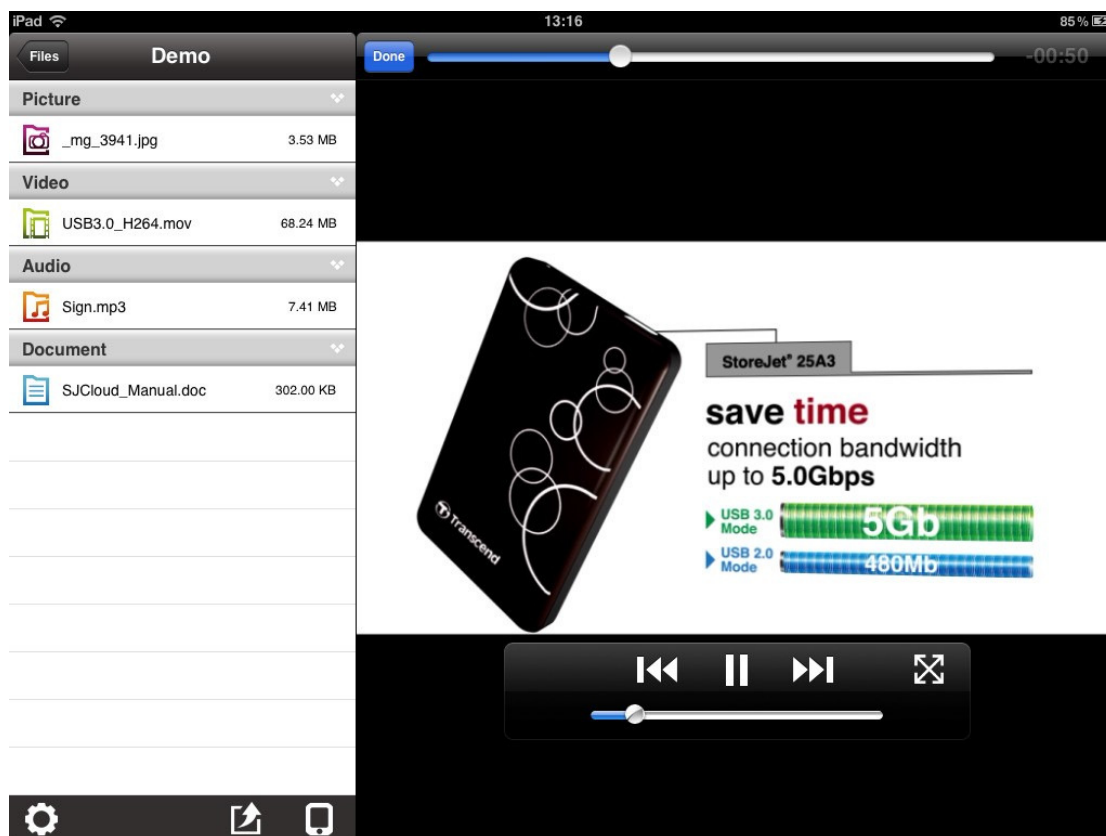 iPad 13:16 85%
Files Demo
Picture
_mg_3941.jpg 3.53 MB
Video
USB3.0_H264.mov 68.24 MB
Audio
Sign.mp3 7.41 MB
Document
SJCloud_Manual.doc 302.00 KB
Done -00:50
StoreJet® 25A3
save time
connection bandwidth
up to 5.0Gbps
USB 3.0
Mode
5Gb
USB 2.0
Mode
480Mb
Transcend